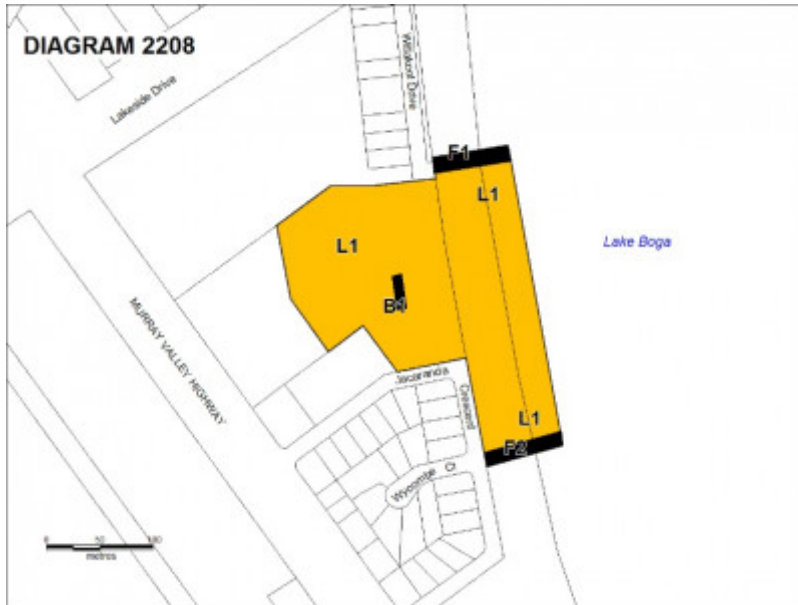 DIAGRAM 2208
Lakeside Drive
Willakool Drive
F1
L1
L1
Lake Boga
B1
MURRAY VALLEY HIGHWAY
Jacaranda
Crescent
L1
F2
Wycombe Ct
0 50 100
metres